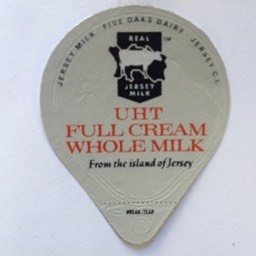 JERSEY MILK · FIVE OAKS DAIRY · JERSEY C.I.
REAL
JERSEY
MILK
TM
UHT
FULL CREAM
WHOLE MILK
From the island of Jersey
BREAK/TEAR